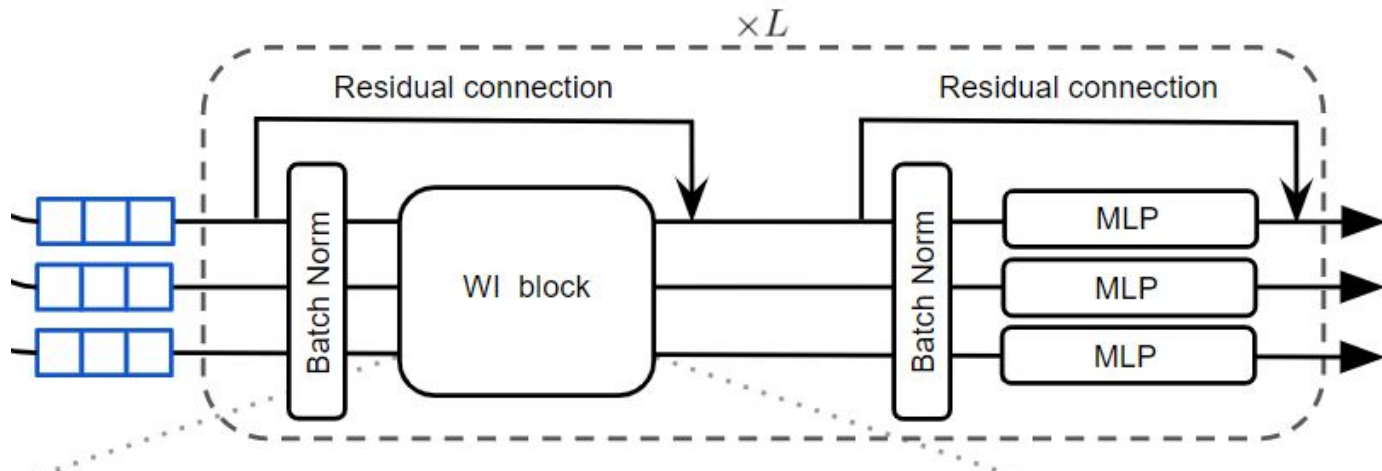 ×L
Residual connection
Residual connection
Batch Norm
WI block
Batch Norm
MLP
MLP
MLP